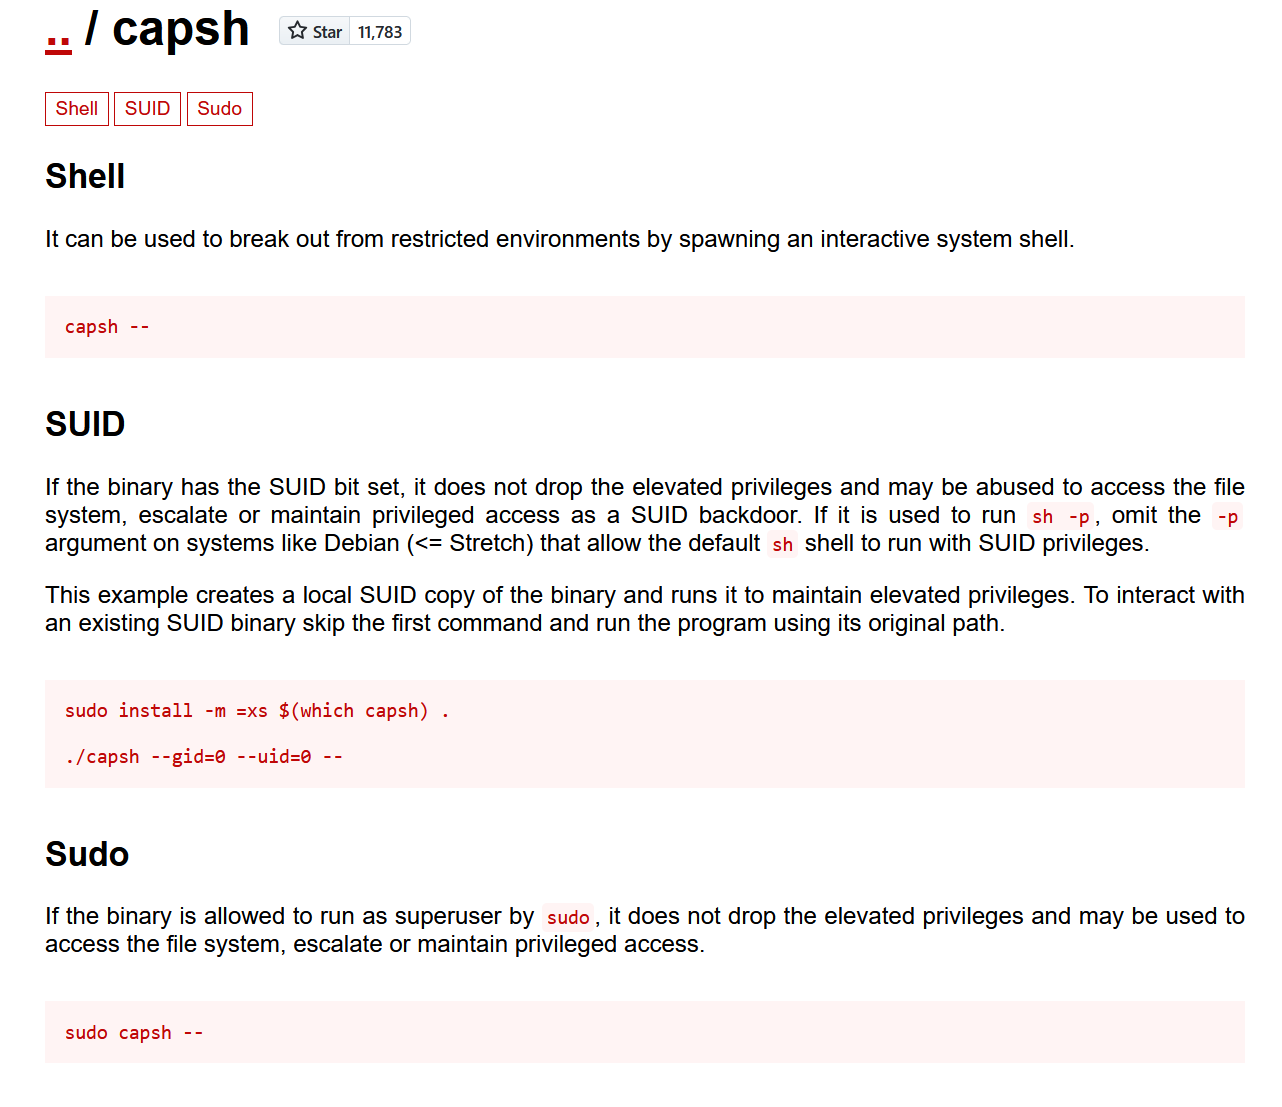 .. / capsh Star 11,783
Shell SUID Sudo
Shell
It can be used to break out from restricted environments by spawning an interactive system shell.
capsh --
SUID
If the binary has the SUID bit set, it does not drop the elevated privileges and may be abused to access the file
system, escalate or maintain privileged access as a SUID backdoor. If it is used to run sh -p, omit the -p
argument on systems like Debian (<= Stretch) that allow the default sh shell to run with SUID privileges.
This example creates a local SUID copy of the binary and runs it to maintain elevated privileges. To interact with
an existing SUID binary skip the first command and run the program using its original path.
sudo install -m =xs $(which capsh) .
./capsh --gid=0 --uid=0 --
Sudo
If the binary is allowed to run as superuser by sudo, it does not drop the elevated privileges and may be used to
access the file system, escalate or maintain privileged access.
sudo capsh --